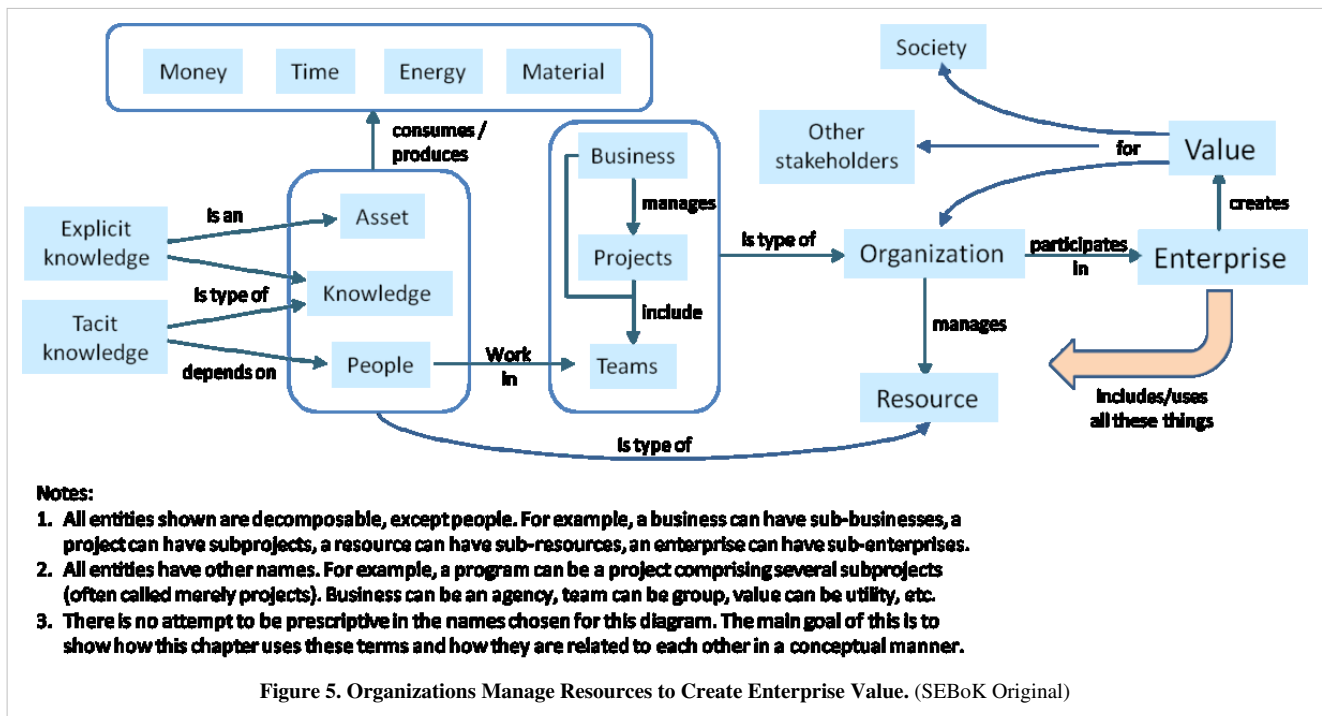 Money
Time
Energy
Material
Society
consumes /
produces
Other
stakeholders
for
Value
Business
manages
creates
Explicit
knowledge
Is an
Asset
Projects
Is type of
Organization
participates
in
Enterprise
Is type of
Knowledge
include
manages
Tacit
knowledge
depends on
People
Work
in
Teams
Resource
Includes/uses
all these things
Is type of
Notes:
1. All entities shown are decomposable, except people. For example, a business can have sub-businesses, a
project can have subprojects, a resource can have sub-resources, an enterprise can have sub-enterprises.
2. All entities have other names. For example, a program can be a project comprising several subprojects
(often called merely projects). Business can be an agency, team can be group, value can be utility, etc.
3. There is no attempt to be prescriptive in the names chosen for this diagram. The main goal of this is to
show how this chapter uses these terms and how they are related to each other in a conceptual manner.
Figure 5. Organizations Manage Resources to Create Enterprise Value. (SEBoK Original)